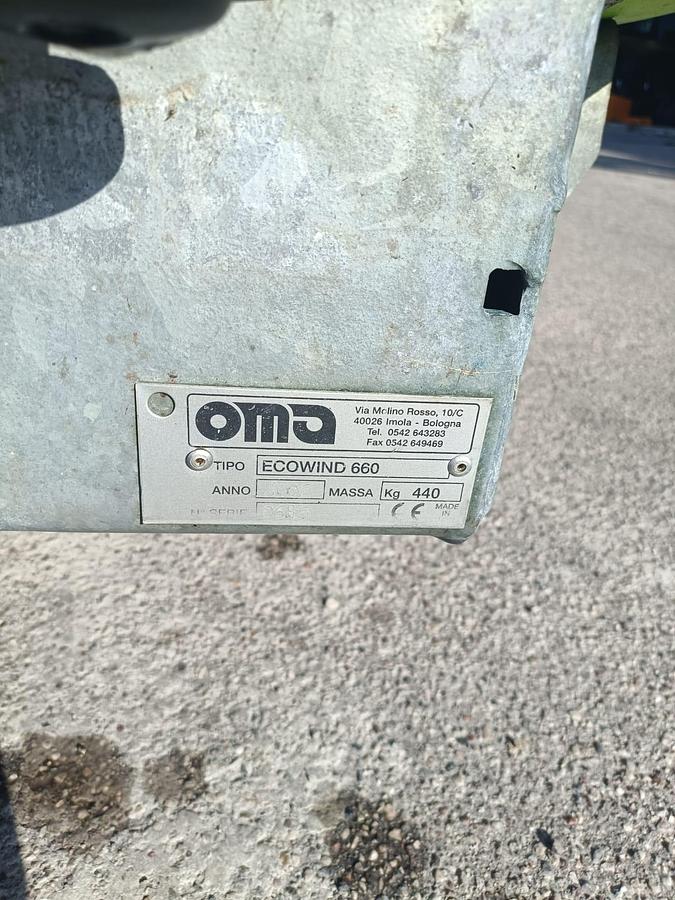 oma
Via Molino Rosso, 10/C
40026 Imola - Bologna
Tel. 0542 643283
Fax 0542 649469
TIPO ECOWIND 660
ANNO MASSA Kg 440
N° SERIE CE MADE IN